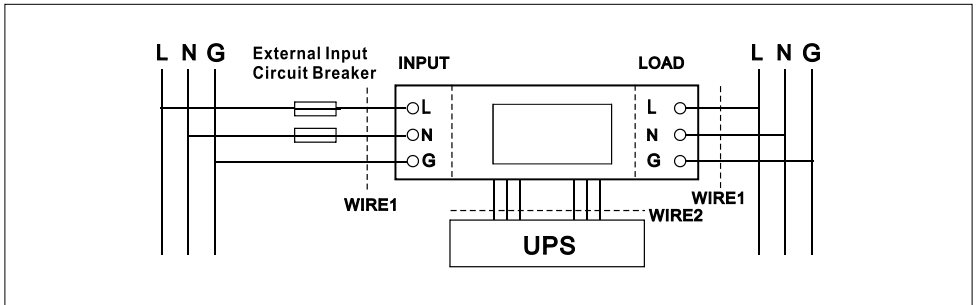 L N G
External Input
Circuit Breaker
INPUT
LOAD
L N G
L
N
G
L
N
G
WIRE1
WIRE1
WIRE2
UPS